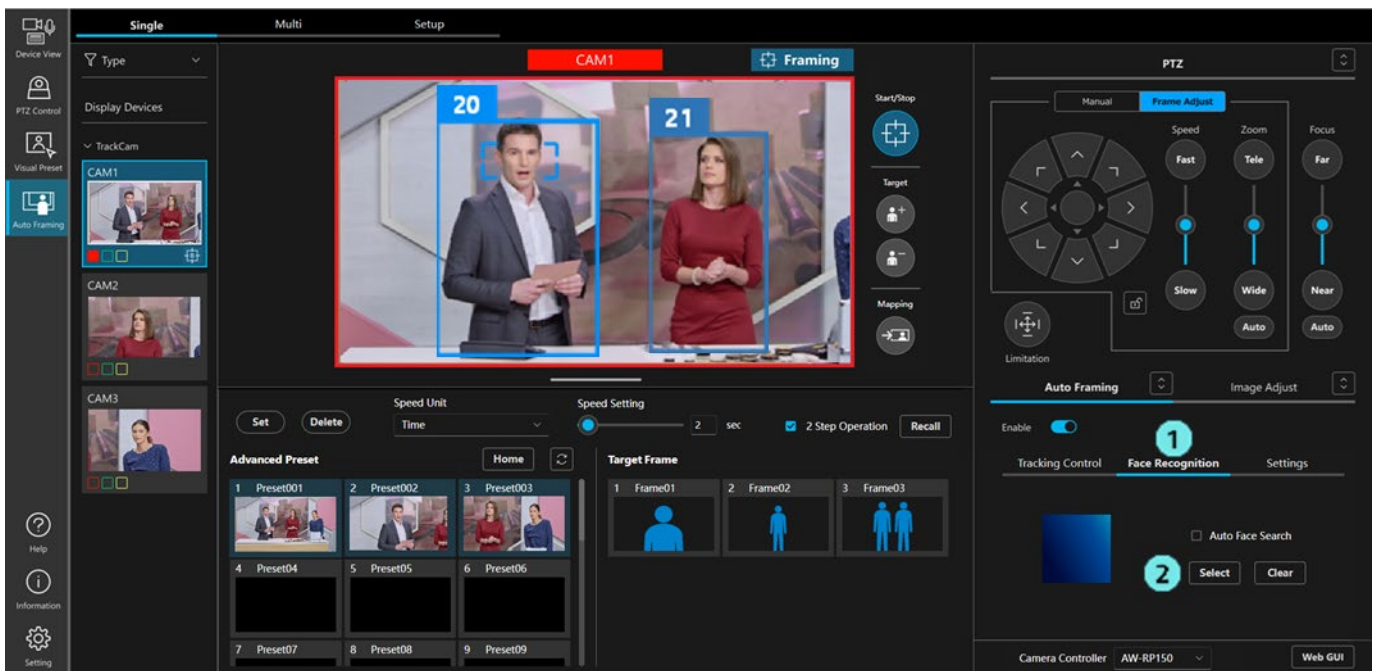 Device View
PTZ Control
Visual Preset
Auto Framing
Help
Information
Setting
Single Multi Setup
Type
Display Devices
TrackCam
CAM1
CAM2
CAM3
CAM1 Framing
20
21
Start/Stop
Target
Mapping
Set Delete
Speed Unit
Time
Speed Setting
2 sec
2 Step Operation Recall
Advanced Preset Home
1 Preset001 2 Preset002 3 Preset003
4 Preset04 5 Preset05 6 Preset06
7 Preset07 8 Preset08 9 Preset09
Target Frame
1 Frame01 2 Frame02 3 Frame03
PTZ
Manual Frame Adjust
Speed Zoom Focus
Fast Tele Far
Slow Wide Near
Auto Auto
Limitation
Auto Framing Image Adjust
Enable
1
Tracking Control Face Recognition Settings
Auto Face Search
2 Select Clear
Camera Controller AW-RP150 Web GUI